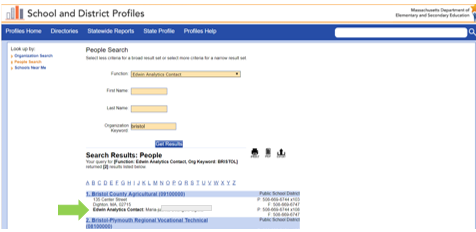 School and District Profiles
Massachusetts Department of
Elementary and Secondary Education
Profiles Home Directories Statewide Reports State Profile Profiles Help
Look up by:
Organization Search
People Search
Schools Near Me
People Search
Select less criteria for a broad result set or select more criteria for a narrow result set
Function: Edwin Analytics Contact
First Name:
Last Name:
Organization
Keyword: bristol
Get Results
Search Results: People
Your query for [Function: Edwin Analytics Contact, Org Keyword: BRISTOL]
returned [2] results listed below.
A B C D E F G H I J K L M N O P Q R S T U V W X Y Z
1. Bristol County Agricultural (08100000) Public School District
135 Center Street P: 508-669-6744 x103
Dighton, MA, 02715 F: 508-669-6747
Edwin Analytics Contact: Maria P: 508-669-6744 x109
F: 508-669-6747
2. Bristol-Plymouth Regional Vocational Technical Public School District
(08100000)